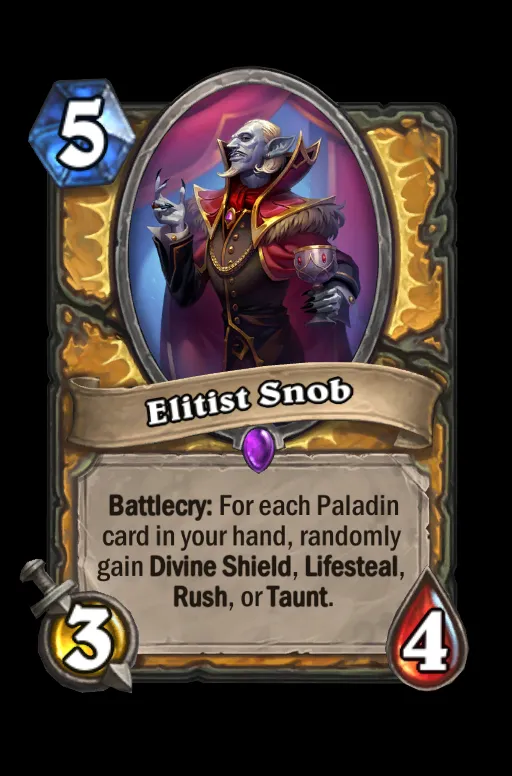 5
Elitist Snob
Battlecry: For each Paladin
card in your hand, randomly
gain Divine Shield, Lifesteal,
Rush, or Taunt.
3
4